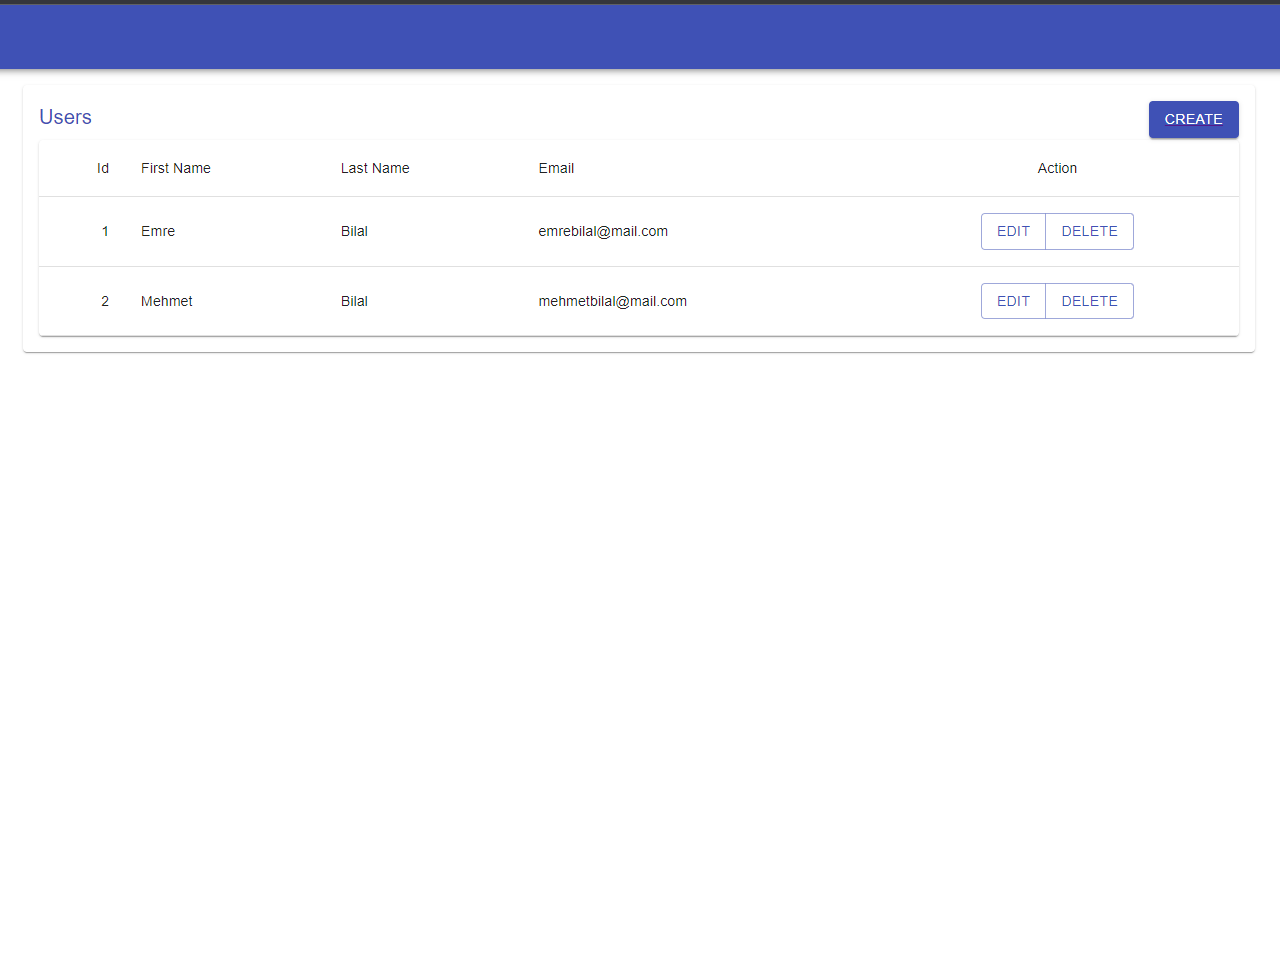 Users CREATE
Id First Name Last Name Email Action
1 Emre Bilal emrebilal@mail.com EDIT DELETE
2 Mehmet Bilal mehmetbilal@mail.com EDIT DELETE